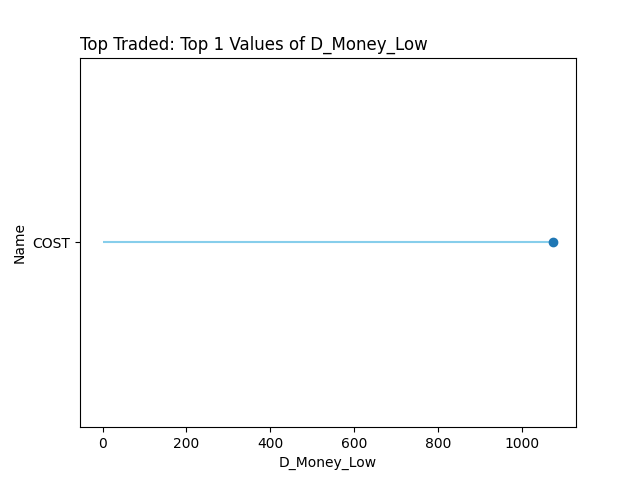 Top Traded: Top 1 Values of D_Money_Low
Name
COST
0 200 400 600 800 1000
D_Money_Low